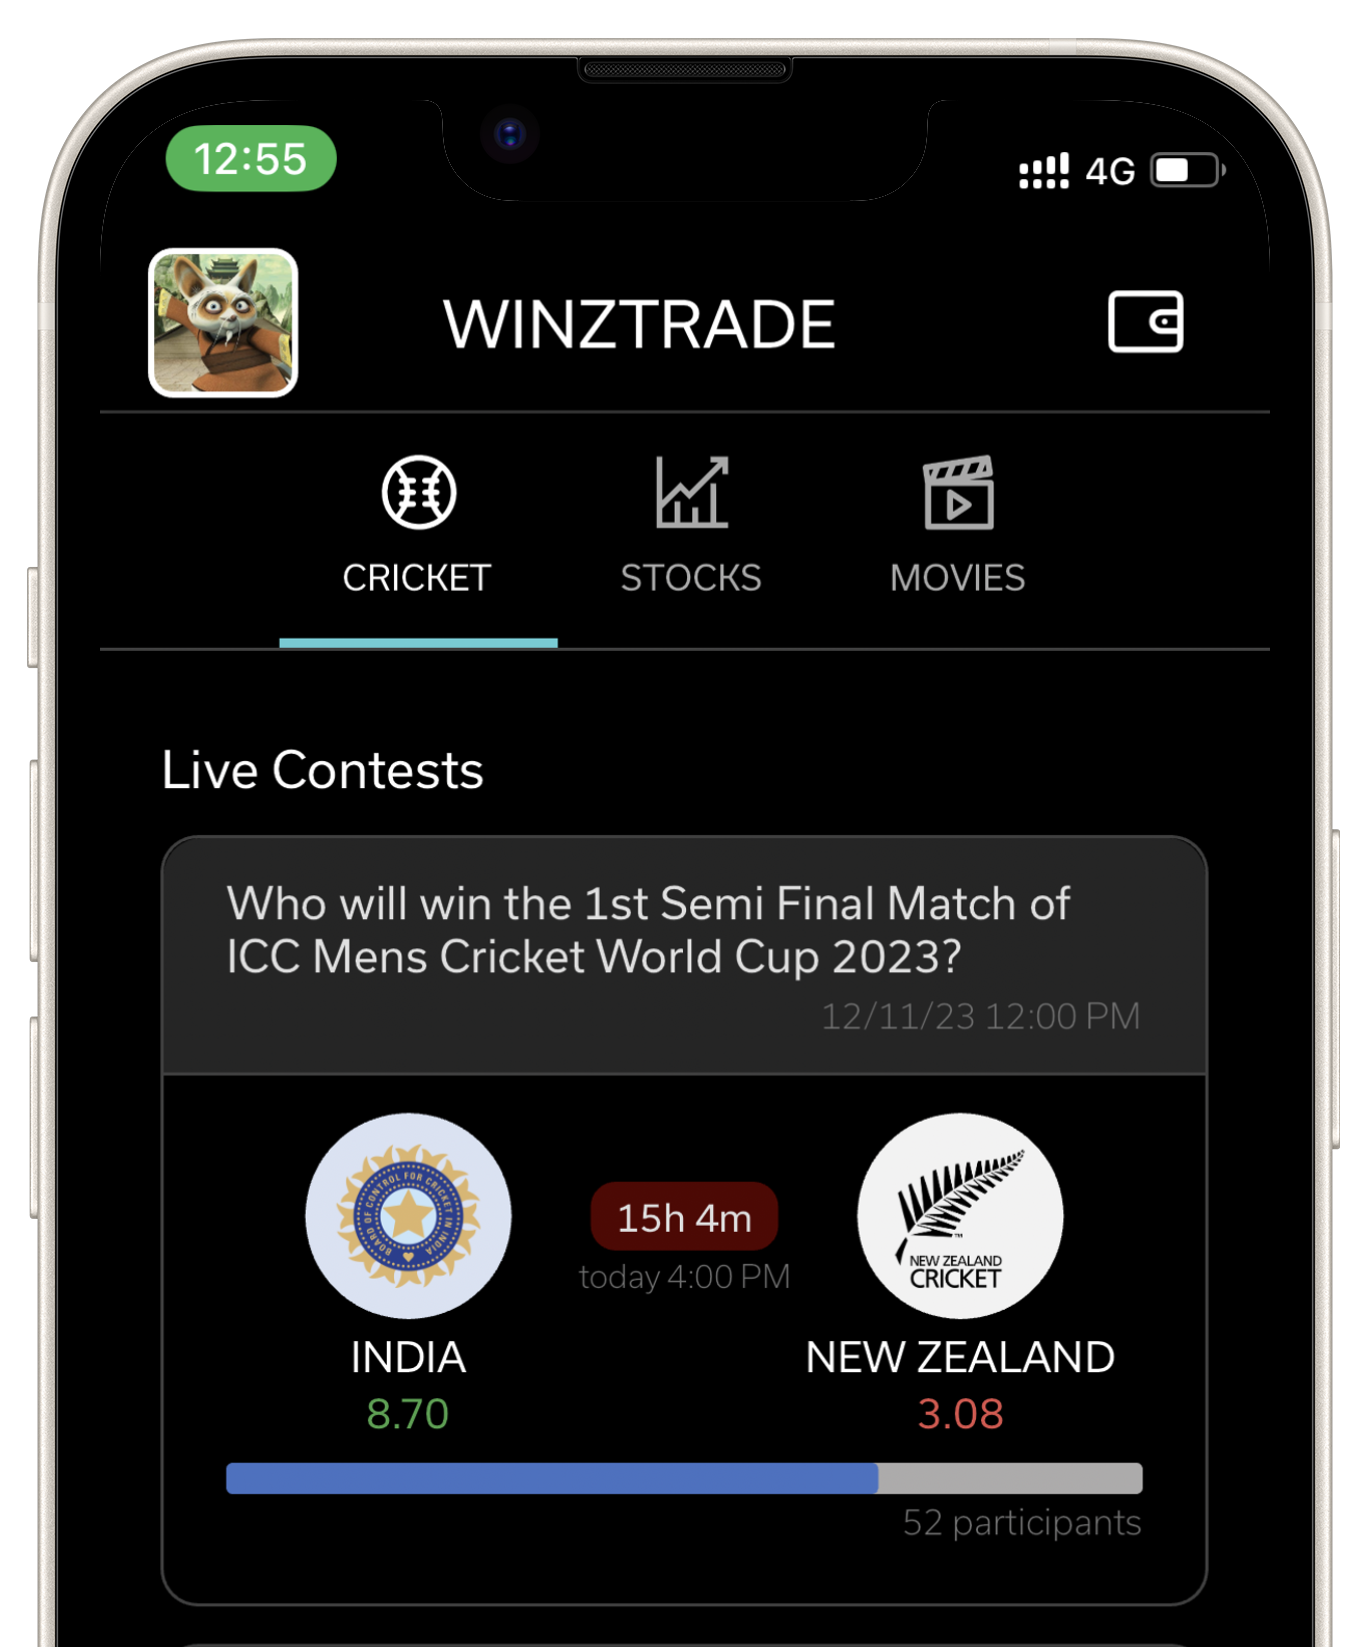 12:55
4G
WINZTRADE
CRICKET
STOCKS
MOVIES
Live Contests
Who will win the 1st Semi Final Match of
ICC Mens Cricket World Cup 2023?
12/11/23 12:00 PM
BOARD OF CONTROL FOR CRICKET IN INDIA
15h 4m
today 4:00 PM
TM
NEW ZEALAND
CRICKET
INDIA
NEW ZEALAND
8.70
3.08
52 participants